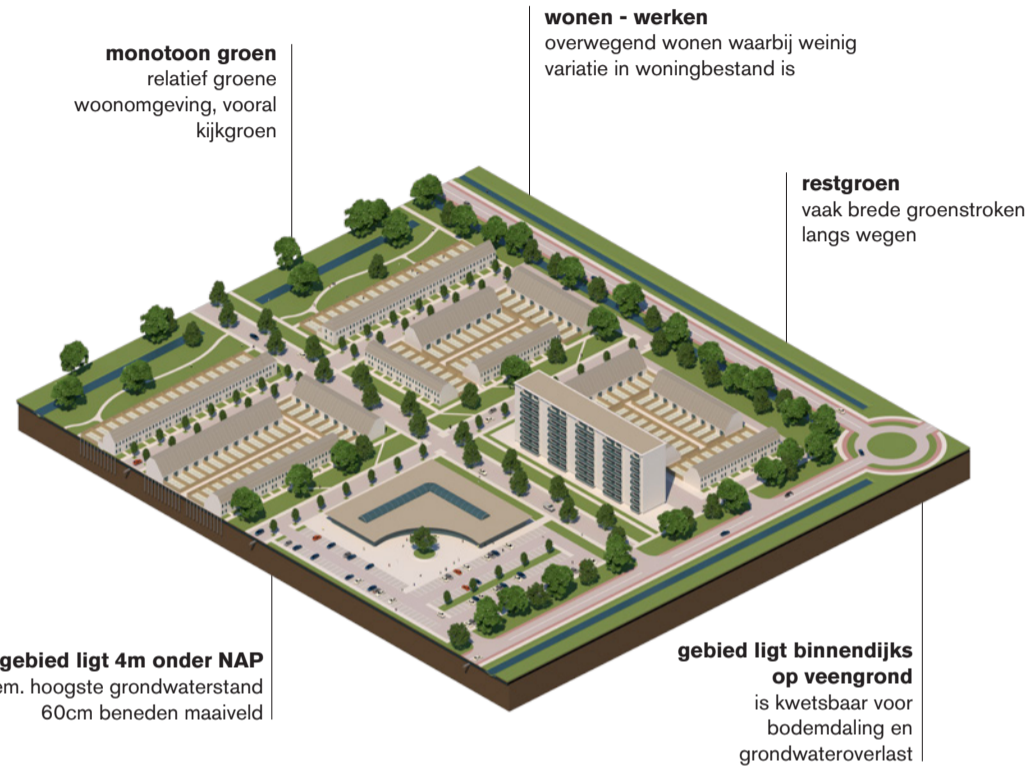 wonen - werken
overwegend wonen waarbij weinig
variatie in woningbestand is
monotoon groen
relatief groene
woonomgeving, vooral
kijkgroen
restgroen
vaak brede groenstroken
langs wegen
gebied ligt 4m onder NAP
hoogste grondwaterstand
60cm beneden maaiveld
gebied ligt binnendijks
op veengrond
is kwetsbaar voor
bodemdaling en
grondwateroverlast